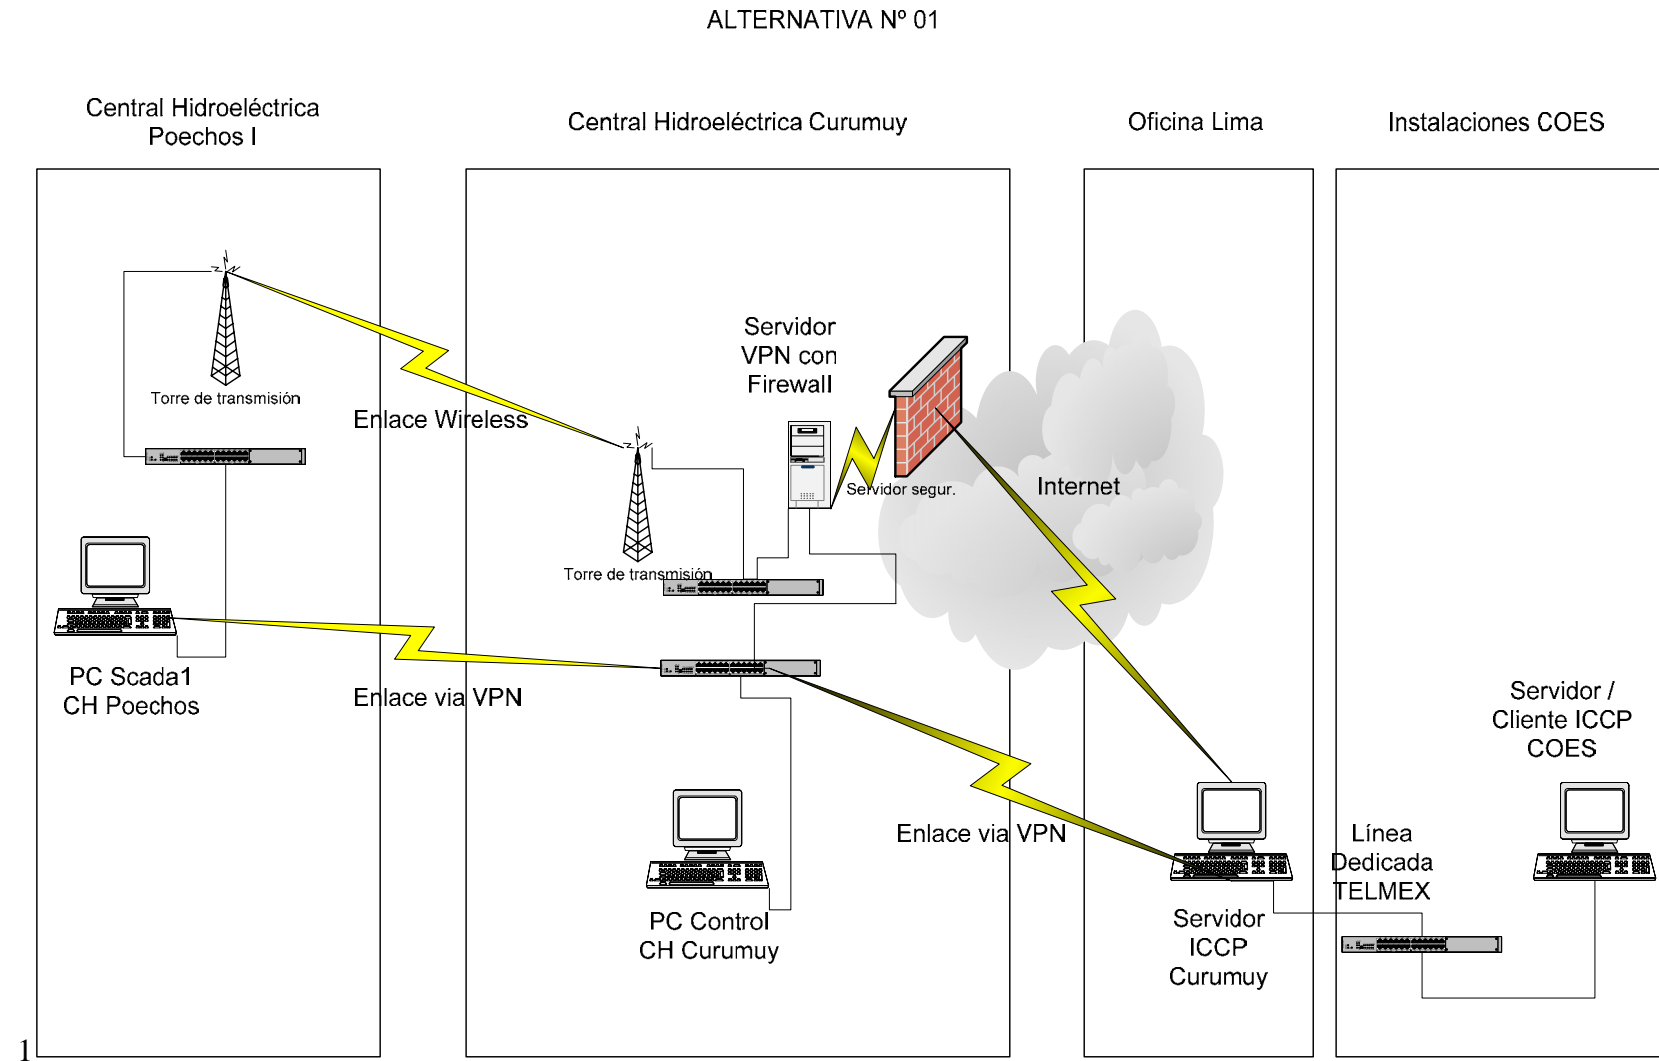 ALTERNATIVA Nº 01
Central Hidroeléctrica
Poechos I
Central Hidroeléctrica Curumuy
Oficina Lima
Instalaciones COES
Servidor
VPN con
Firewall
Torre de transmisión
Enlace Wireless
Servidor segur.
Internet
Torre de transmisión
PC Scada1
CH Poechos
Enlace via VPN
Servidor /
Cliente ICCP
COES
Enlace via VPN
Línea
Dedicada
TELMEX
PC Control
CH Curumuy
Servidor
ICCP
Curumuy
1